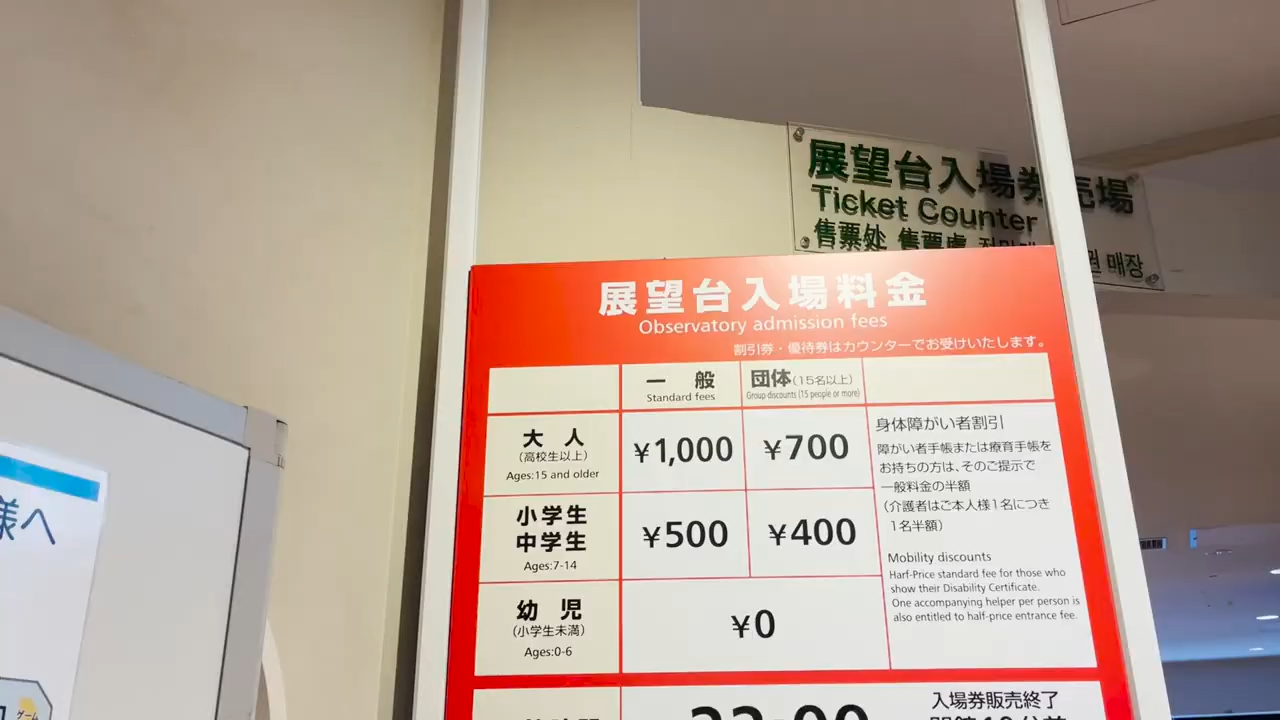 展望台入場券売場
Ticket Counter
售票处 售票處
매장
展望台入場料金
Observatory admission fees
割引券・優待券はカウンターでお受けいたします。
一般
Standard fees
団体(15名以上)
Group discounts (15 people or more)
大人
(高校生以上)
Ages:15 and older
¥1,000
¥700
小学生
中学生
Ages:7-14
¥500
¥400
幼児
(小学生未満)
Ages:0-6
¥0
身体障がい者割引
障がい者手帳または療育手帳を
お持ちの方は、そのご提示で
一般料金の半額
(介護者はご本人様1名につき
1名半額)
Mobility discounts
Harf-Price standard fee for those who
show their Disability Certificate.
One accompanying helper per person is
also entitled to half-price entrance fee.
入場券販売終了
様へ
ゲーム